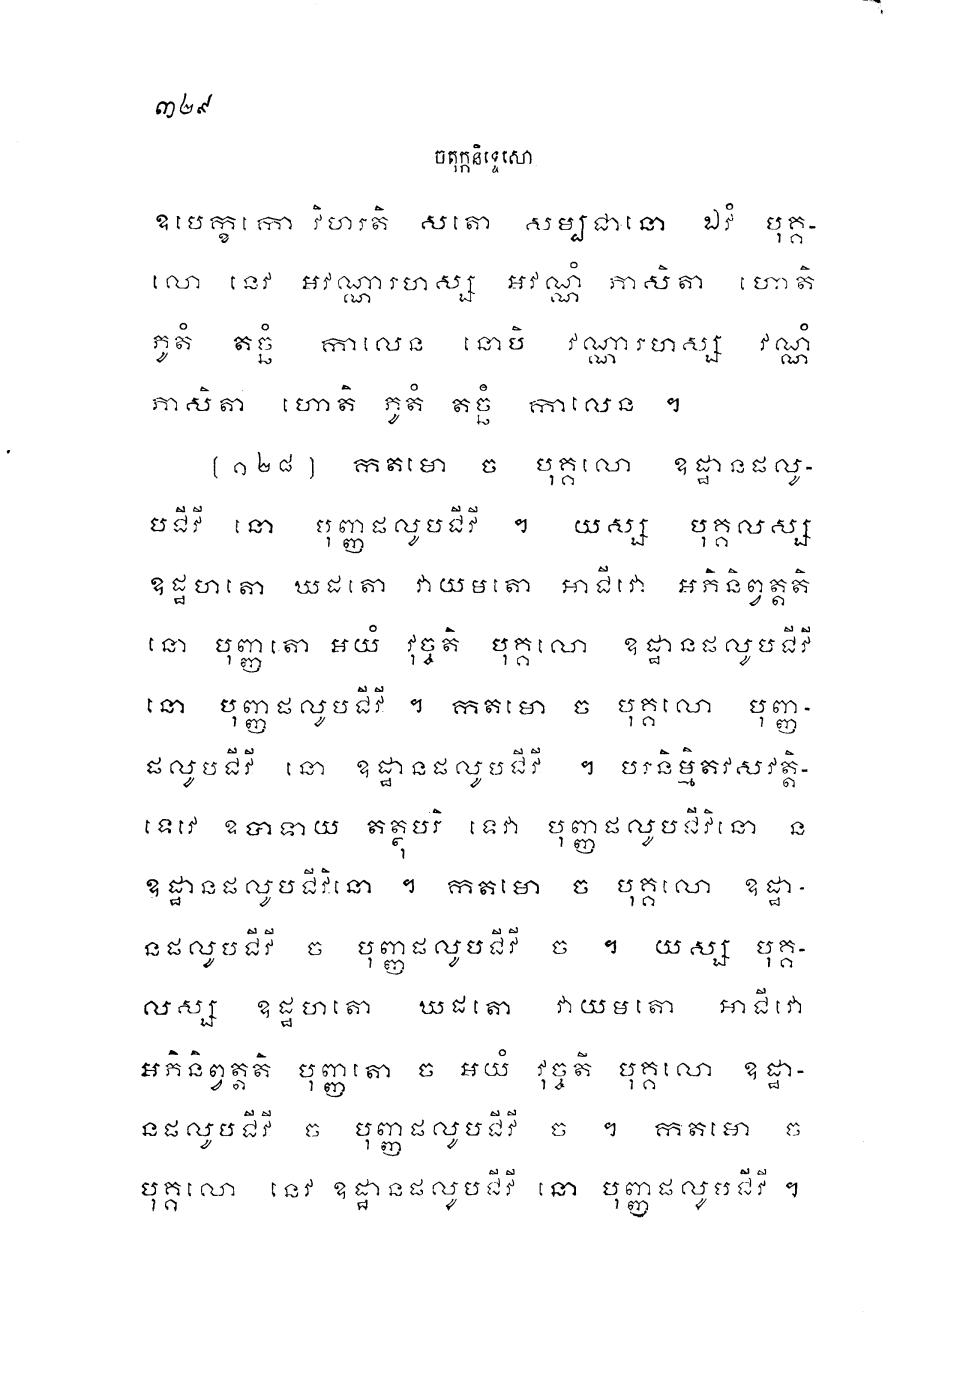 ៣២៩
ចតុក្កនិទ្ទេសោ
ឧបេក្ខកោ វិហរតិ សតោ សម្បជានោ ឯវំ បុគ្គ-
លោ នេវ អវណ្ណារហស្ស អវណ្ណំ ភាសិតា ហោតិ
ភូតំ តច្ឆំ កាលេន នោបិ វណ្ណារហស្ស វណ្ណំ
ភាសិតា ហោតិ ភូតំ តច្ឆំ កាលេន ។
(១២៨) កតមោ ច បុគ្គលោ ឧដ្ឋានផលូ-
បជីវី នោ បុញ្ញផលូបជីវី ។ យស្ស បុគ្គលស្ស
ឧដ្ឋហតោ ឃដតោ វាយមតោ អាជីវោ អភិនិព្វត្តតិ
នោ បុញ្ញតោ អយំ វុច្ចតិ បុគ្គលោ ឧដ្ឋានផលូបជីវី
នោ បុញ្ញផលូបជីវី ។ កតមោ ច បុគ្គលោ បុញ្ញ-
ផលូបជីវី នោ ឧដ្ឋានផលូបជីវី ។ បរនិម្មិតវសវត្តិ-
ទេវេ ឧបាទាយ តត្ថុបរិ ទេវា បុញ្ញផលូបជីវិនោ ន
ឧដ្ឋានផលូបជីវិនោ ។ កតមោ ច បុគ្គលោ ឧដ្ឋា-
នផលូបជីវី ច បុញ្ញផលូបជីវី ច ។ យស្ស បុគ្គ-
លស្ស ឧដ្ឋហតោ ឃដតោ វាយមតោ អាជីវោ
អភិនិព្វត្តតិ បុញ្ញតោ ច អយំ វុច្ចតិ បុគ្គលោ ឧដ្ឋា-
នផលូបជីវី ច បុញ្ញផលូបជីវី ច ។ កតមោ ច
បុគ្គលោ នេវ ឧដ្ឋានផលូបជីវី នោ បុញ្ញផលូបជីវី ។